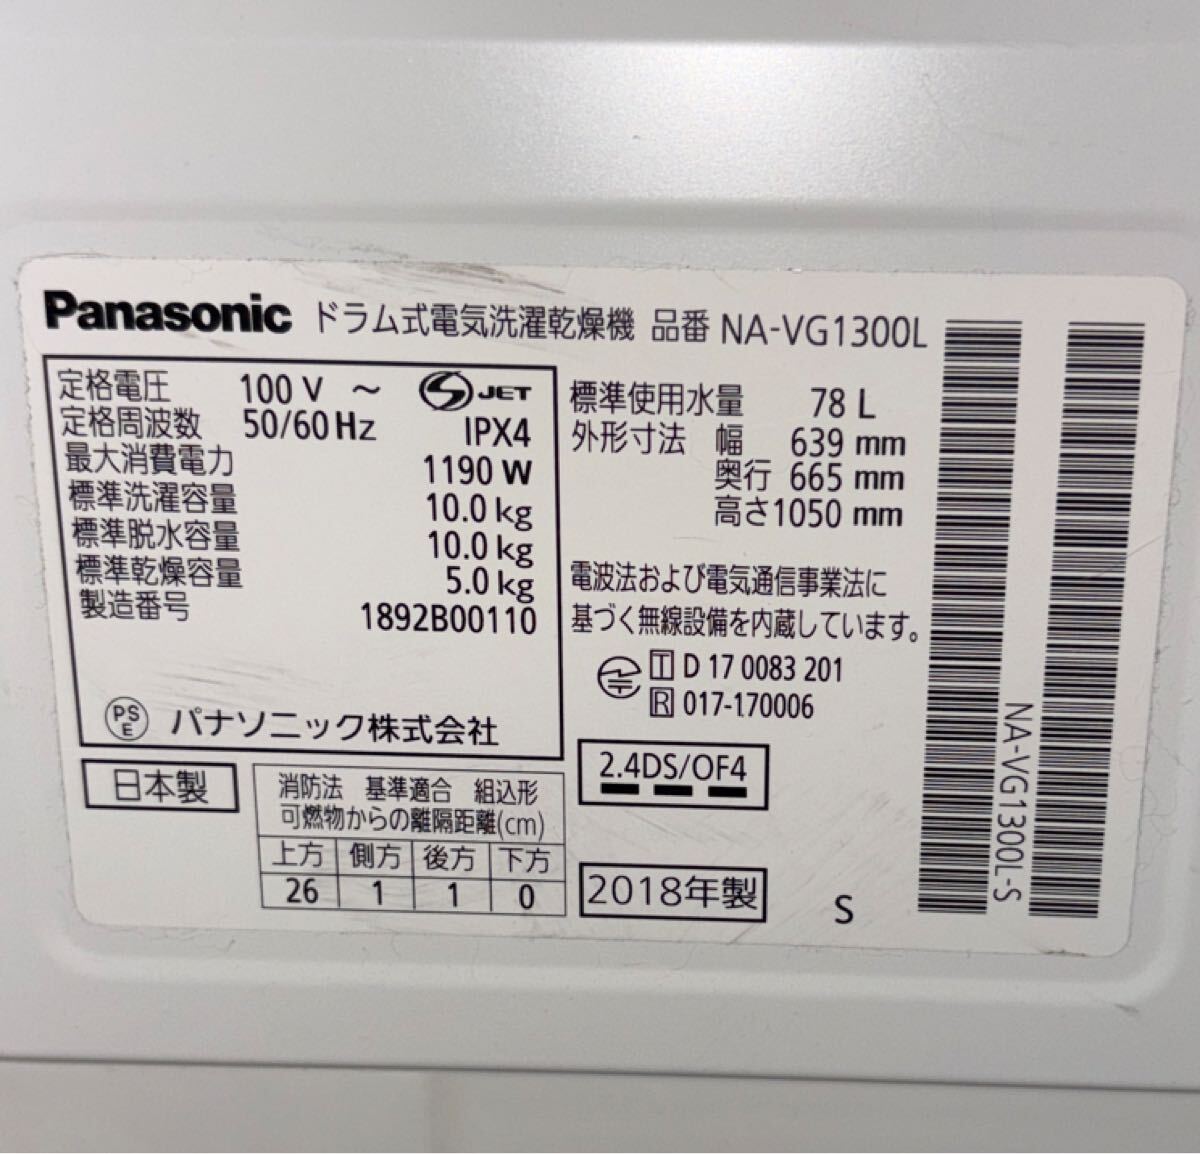 Panasonic ドラム式電気洗濯乾燥機 品番 NA-VG1300L
定格電圧 100 V ～ S JET
定格周波数 50/60 Hz IPX4
最大消費電力 1190 W
標準洗濯容量 10.0 kg
標準脱水容量 10.0 kg
標準乾燥容量 5.0 kg
製造番号 1892B00110
PS E パナソニック株式会社
標準使用水量 78 L
外形寸法 幅 639 mm
奥行 665 mm
高さ 1050 mm
電波法および電気通信事業法に
基づく無線設備を内蔵しています。
T D 17 0083 201
R 017-170006
日本製
消防法 基準適合 組込形
可燃物からの離隔距離(cm)
上方 側方 後方 下方
26 1 1 0
2.4DS/OF4
2018年製
S
NA-VG1300L-S